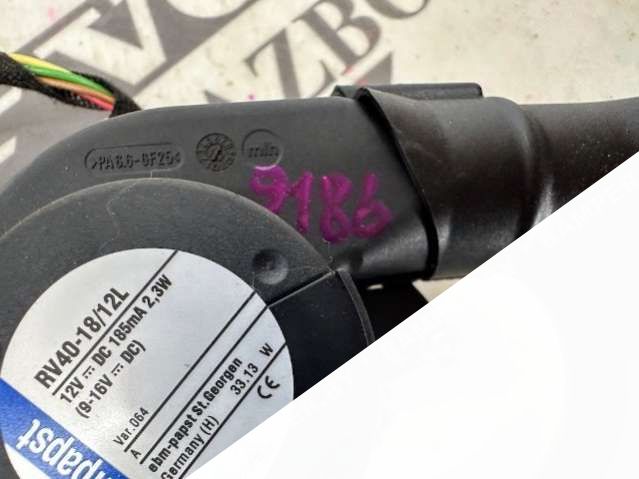 >PA6.6-GF25<
min
9186
RV40-18/12L
12V ⎓ DC 185mA 2,3W
(9-16V ⎓ DC)
Var.064
A 33.13 W
ebm-papst St.Georgen
Germany (H)
CE
papst